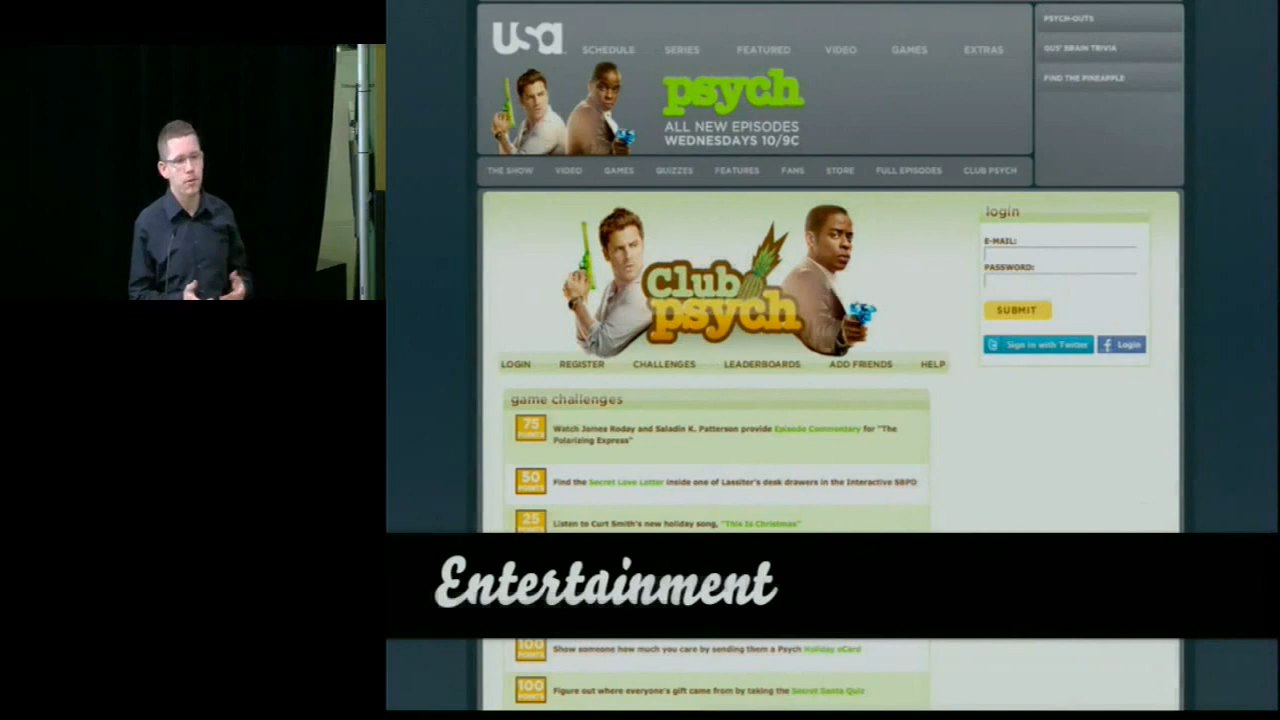 usa
SCHEDULE SERIES FEATURED VIDEO GAMES EXTRAS
psych
ALL NEW EPISODES
WEDNESDAYS 10/9C
PSYCH-OUTS
GUS' BRAIN TRIVIA
FIND THE PINEAPPLE
THE SHOW VIDEO GAMES QUIZZES FEATURES FANS STORE FULL EPISODES CLUB PSYCH
Club
psych
login
E-MAIL:
PASSWORD:
SUBMIT
Sign in with Twitter f Login
LOGIN REGISTER CHALLENGES LEADERBOARDS ADD FRIENDS HELP
game challenges
75
POINTS
Watch James Roday and Saladin K. Patterson provide Episode Commentary for "The
Polarizing Express"
50
POINTS
Find the Secret Love Letter inside one of Lassiter's desk drawers in the Interactive SBPD
25
Listen to Curt Smith's new holiday song, "This Is Christmas"
Entertainment
100
POINTS
Show someone how much you care by sending them a Psych Holiday eCard
100
POINTS
Figure out where everyone's gift came from by taking the Secret Santa Quiz